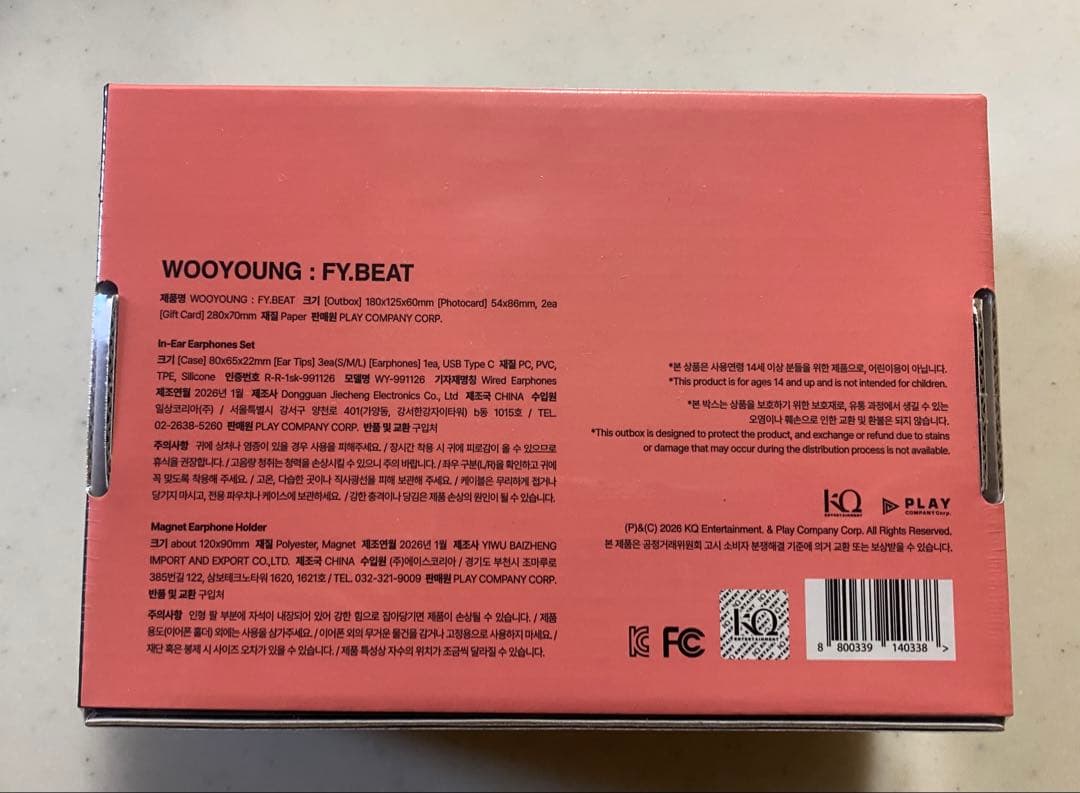 WOOYOUNG : FY.BEAT
제품명 WOOYOUNG : FY.BEAT 크기 [Outbox] 180x125x60mm [Photocard] 54x86mm, 2ea
[Gift Card] 280x70mm 재질 Paper 판매원 PLAY COMPANY CORP.
In-Ear Earphones Set
크기 [Case] 80x65x22mm [Ear Tips] 3ea(S/M/L) [Earphones] 1ea, USB Type C 재질 PC, PVC,
TPE, Silicone 인증번호 R-R-1sk-991126 모델명 WY-991126 기자재명칭 Wired Earphones
제조연월 2026년 1월 제조사 Dongguan Jiecheng Electronics Co., Ltd 제조국 CHINA 수입원
일상코리아(주) / 서울특별시 강서구 양천로 401(가양동, 강서한강자이타워) b동 1015호 / TEL.
02-2638-5260 판매원 PLAY COMPANY CORP. 반품 및 교환 구입처
주의사항 귀에 상처나 염증이 있을 경우 사용을 피해주세요. / 장시간 착용 시 귀에 피로감이 올 수 있으므로
휴식을 권장합니다. / 고음량 청취는 청력을 손상시킬 수 있으니 주의 바랍니다. / 좌우 구분(L/R)을 확인하고 귀에
꼭 맞도록 착용해 주세요. / 고온, 다습한 곳이나 직사광선을 피해 보관해 주세요. / 케이블은 무리하게 접거나
당기지 마시고, 전용 파우치나 케이스에 보관하세요. / 강한 충격이나 당김은 제품 손상의 원인이 될 수 있습니다.
Magnet Earphone Holder
크기 about 120x90mm 재질 Polyester, Magnet 제조연월 2026년 1월 제조사 YIWU BAIZHENG
IMPORT AND EXPORT CO.,LTD. 제조국 CHINA 수입원 (주)에이스코리아 / 경기도 부천시 조마루로
385번길 122, 삼보테크노타워 1620, 1621호 / TEL. 032-321-9009 판매원 PLAY COMPANY CORP.
반품 및 교환 구입처
주의사항 인형 팔 부분에 자석이 내장되어 있어 강한 힘으로 잡아당기면 제품이 손상될 수 있습니다. / 제품
용도(이어폰 홀더) 외에는 사용을 삼가주세요. / 이어폰 외의 무거운 물건을 감거나 고정용으로 사용하지 마세요. /
재단 혹은 봉제 시 사이즈 오차가 있을 수 있습니다. / 제품 특성상 자수의 위치가 조금씩 달라질 수 있습니다.
*본 상품은 사용연령 14세 이상 분들을 위한 제품으로, 어린이용이 아닙니다.
*This product is for ages 14 and up and is not intended for children.
*본 박스는 상품을 보호하기 위한 보호재로, 유통 과정에서 생길 수 있는
오염이나 훼손으로 인한 교환 및 환불은 되지 않습니다.
*This outbox is designed to protect the product, and exchange or refund due to stains
or damage that may occur during the distribution process is not available.
KQ ENTERTAINMENT PLAY COMPANY Corp.
(P)&(C) 2026 KQ Entertainment. & Play Company Corp. All Rights Reserved.
본 제품은 공정거래위원회 고시 소비자 분쟁해결 기준에 의거 교환 또는 보상받을 수 있습니다.
KC FC KQ ENTERTAINMENT
8 800339 140338 >